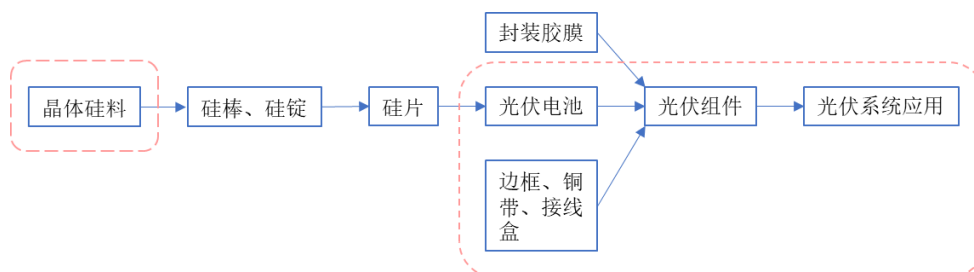 封装胶膜
晶体硅料
硅棒、硅锭
硅片
光伏电池
光伏组件
光伏系统应用
边框、铜
带、接线
盒